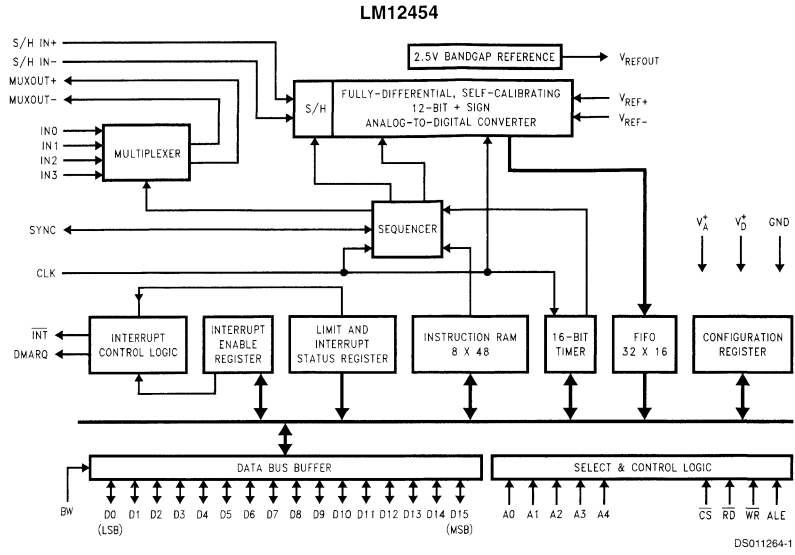 LM12454
S/H IN+
S/H IN-
MUXOUT+
MUXOUT-
2.5V BANDGAP REFERENCE
VREFOUT
S/H
FULLY-DIFFERENTIAL, SELF-CALIBRATING
12-BIT + SIGN
ANALOG-TO-DIGITAL CONVERTER
VREF+
VREF-
IN0
IN1
IN2
IN3
MULTIPLEXER
SYNC
SEQUENCER
CLK
V+A
V+D
GND
INT
DMARQ
INTERRUPT
CONTROL LOGIC
INTERRUPT
ENABLE
REGISTER
LIMIT AND
INTERRUPT
STATUS REGISTER
INSTRUCTION RAM
8 X 48
16-BIT
TIMER
FIFO
32 X 16
CONFIGURATION
REGISTER
DATA BUS BUFFER
SELECT & CONTROL LOGIC
BW
D0 D1 D2 D3 D4 D5 D6 D7 D8 D9 D10 D11 D12 D13 D14 D15
(LSB) (MSB)
A0 A1 A2 A3 A4
CS RD WR ALE
DS011264-1